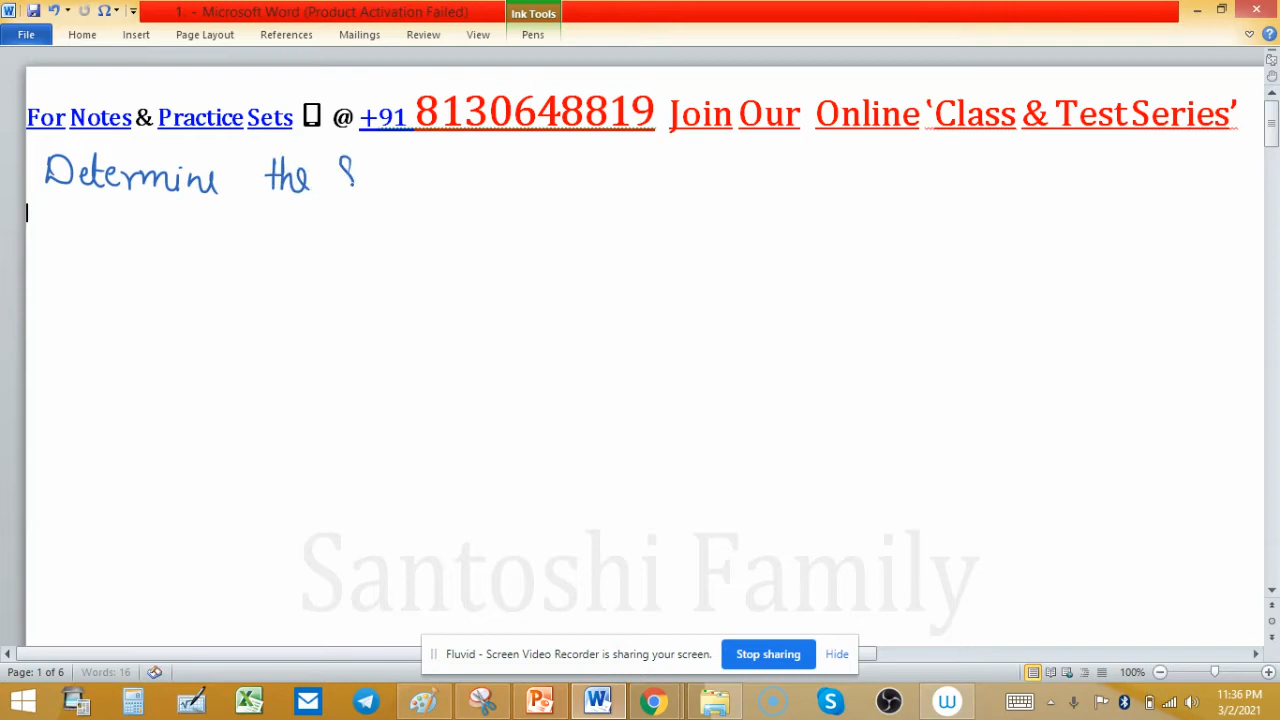 1. - Microsoft Word (Product Activation Failed)
Ink Tools
File Home Insert Page Layout References Mailings Review View Pens
For Notes & Practice Sets @ +91 8130648819 Join Our Online ‘Class & Test Series’
Determine the
Santoshi Family
Fluvid - Screen Video Recorder is sharing your screen. Stop sharing Hide
Page: 1 of 6 Words: 16 100%
11:36 PM
3/2/2021